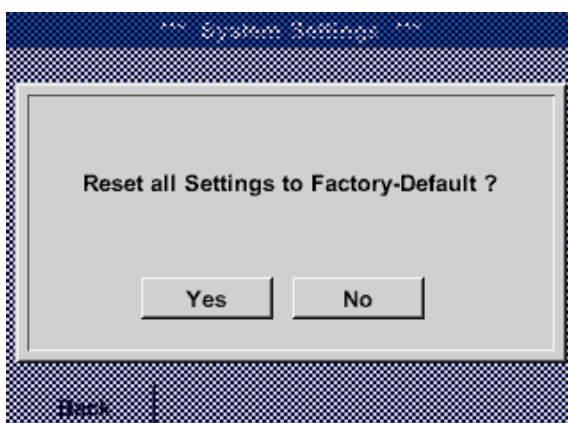 *** System Settings ***
Reset all Settings to Factory-Default ?
Yes No
Back